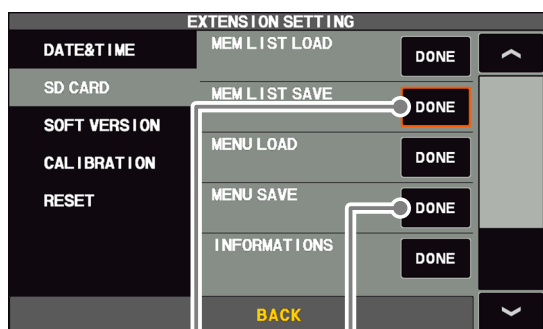 EXTENSION SETTING
DATE&TIME
SD CARD
SOFT VERSION
CALIBRATION
RESET
MEM LIST LOAD DONE
MEM LIST SAVE DONE
MENU LOAD DONE
MENU SAVE DONE
INFORMATIONS DONE
BACK